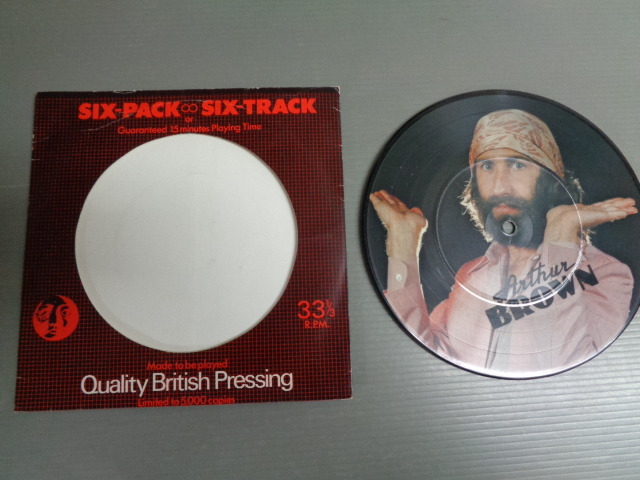 SIX-PACK ∞ SIX-TRACK
or
Guaranteed 15 minutes Playing Time
33⅓
R.P.M.
Made to be played
Quality British Pressing
Limited to 5,000 copies
Arthur
BROWN